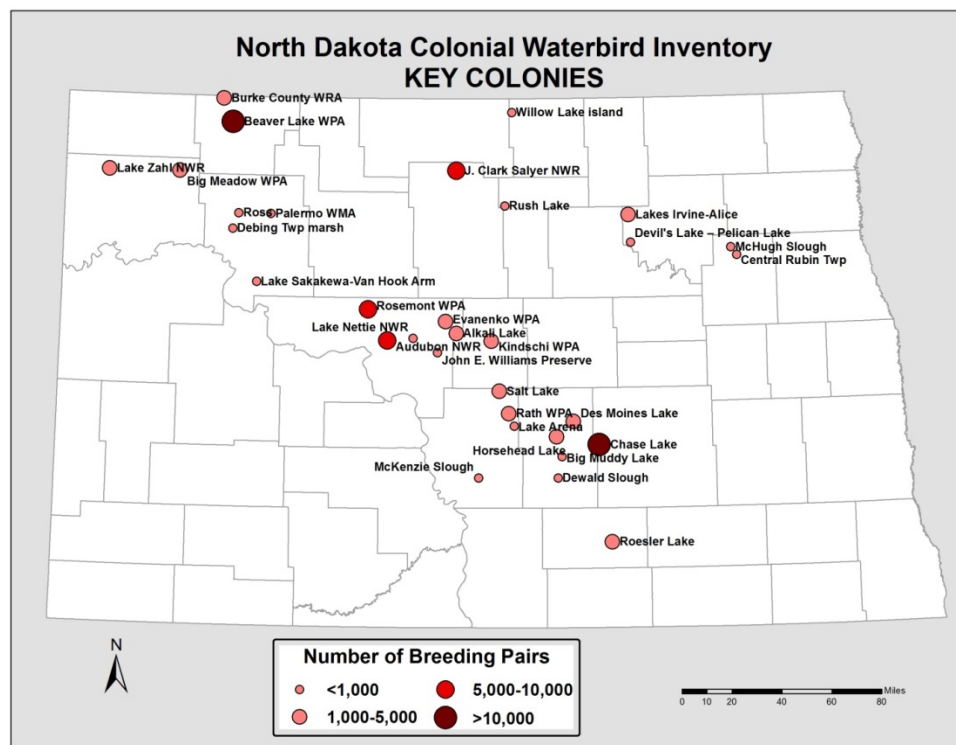 North Dakota Colonial Waterbird Inventory
KEY COLONIES
Burke County WRA
Beaver Lake WPA
Willow Lake island
Lake Zahl NWR
Big Meadow WPA
J. Clark Salyer NWR
Ross
Palermo WMA
Rush Lake
Lakes Irvine-Alice
Debing Twp marsh
Devil's Lake – Pelican Lake
McHugh Slough
Central Rubin Twp
Lake Sakakewa-Van Hook Arm
Rosemont WPA
Evanenko WPA
Lake Nettie NWR
Alkali Lake
Audubon NWR
Kindschi WPA
John E. Williams Preserve
Salt Lake
Rath WPA
Des Moines Lake
Lake Arena
Chase Lake
Horsehead Lake
Big Muddy Lake
McKenzie Slough
Dewald Slough
Roesler Lake
N
Number of Breeding Pairs
<1,000
5,000-10,000
1,000-5,000
>10,000
Miles
0 10 20 40 60 80